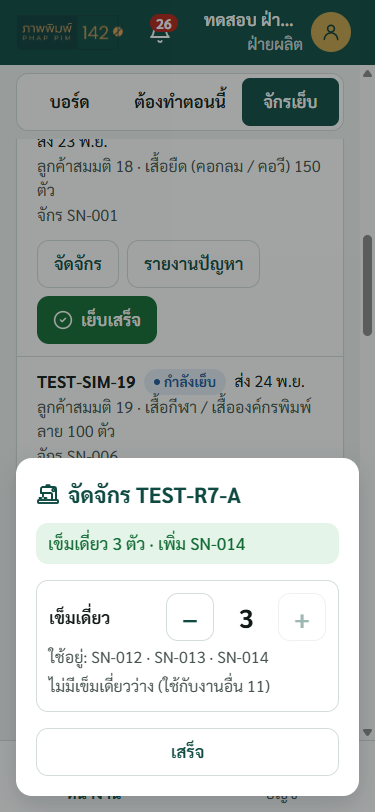 ภาพพิมพ์
PHAP PIM
142
26
ทดสอบ ฝ่า...
ฝ่ายผลิต
บอร์ด
ต้องทำตอนนี้
จักรเย็บ
ส่ง 23 พ.ย.
ลูกค้าสมมติ 18 · เสื้อยืด (คอกลม / คอวี) 150
ตัว
จักร SN-001
จัดจักร
รายงานปัญหา
เย็บเสร็จ
TEST-SIM-19 • กำลังเย็บ ส่ง 24 พ.ย.
ลูกค้าสมมติ 19 · เสื้อกีฬา / เสื้อองค์กรพิมพ์
ลาย 100 ตัว
จักร SN-006
จัดจักร TEST-R7-A
เข็มเดี่ยว 3 ตัว · เพิ่ม SN-014
เข็มเดี่ยว − 3 +
ใช้อยู่: SN-012 · SN-013 · SN-014
ไม่มีเข็มเดี่ยวว่าง (ใช้กับงานอื่น 11)
เสร็จ